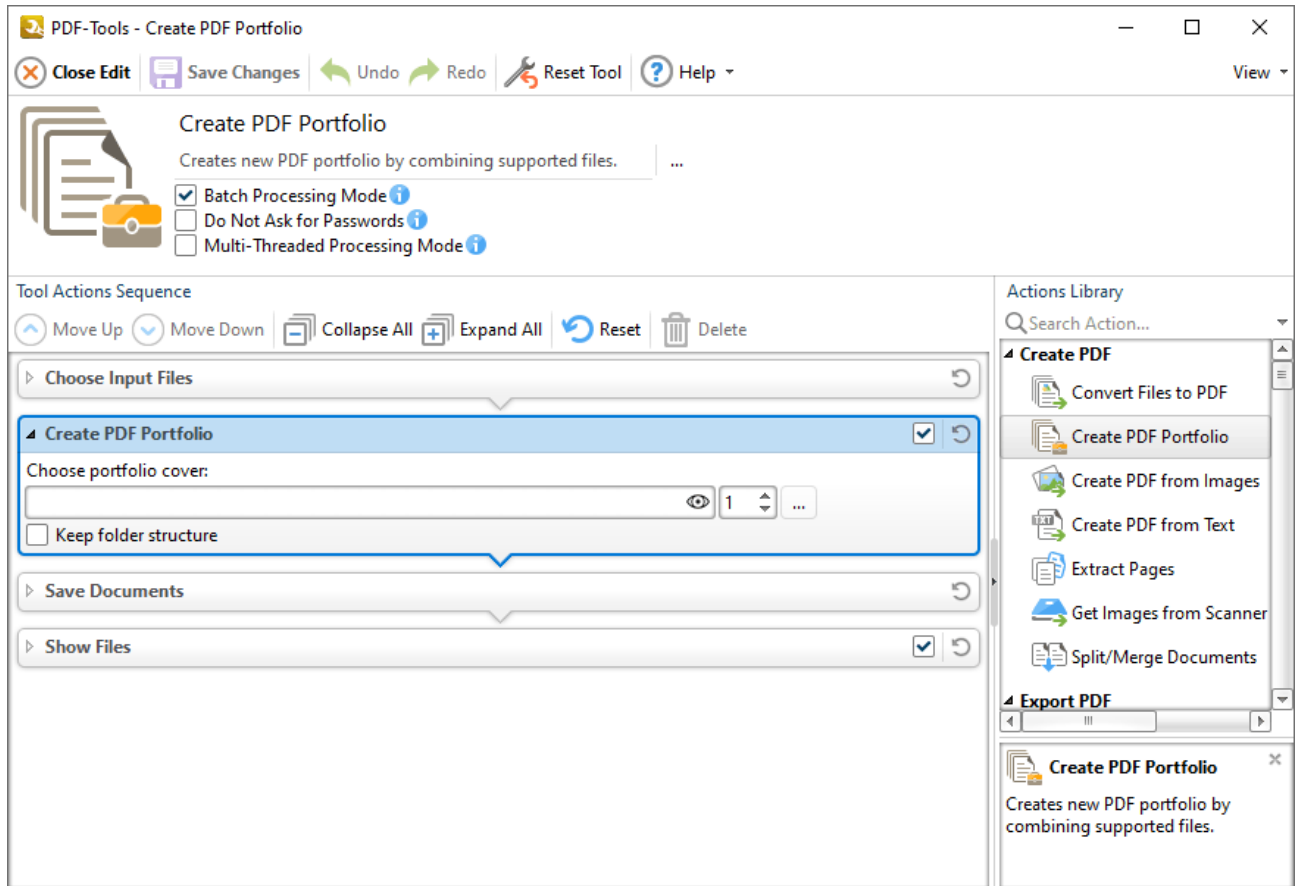 PDF-Tools - Create PDF Portfolio
Close Edit Save Changes Undo Redo Reset Tool ? Help View
Create PDF Portfolio
Creates new PDF portfolio by combining supported files. ...
Batch Processing Mode i
Do Not Ask for Passwords i
Multi-Threaded Processing Mode i
Tool Actions Sequence
Move Up Move Down Collapse All Expand All Reset Delete
Choose Input Files
Create PDF Portfolio
Choose portfolio cover:
1 ...
Keep folder structure
Save Documents
Show Files
Actions Library
Search Action...
Create PDF
Convert Files to PDF
Create PDF Portfolio
Create PDF from Images
TXT Create PDF from Text
Extract Pages
Get Images from Scanner
Split/Merge Documents
Export PDF
Create PDF Portfolio
Creates new PDF portfolio by
combining supported files.